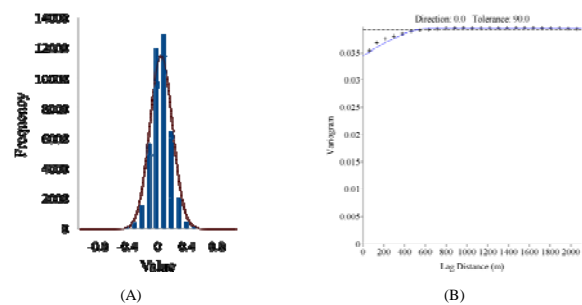 14000
12000
10000
8000
6000
4000
2000
0
Frequency
-0.8 -0.4 0 0.4 0.8
Value
(A)
Direction: 0.0 Tolerance: 90.0
0.035
0.03
0.025
0.02
0.015
0.01
0.005
0
Variogram
0 200 400 600 800 1000 1200 1400 1600 1800 2000
Lag Distance (m)
(B)